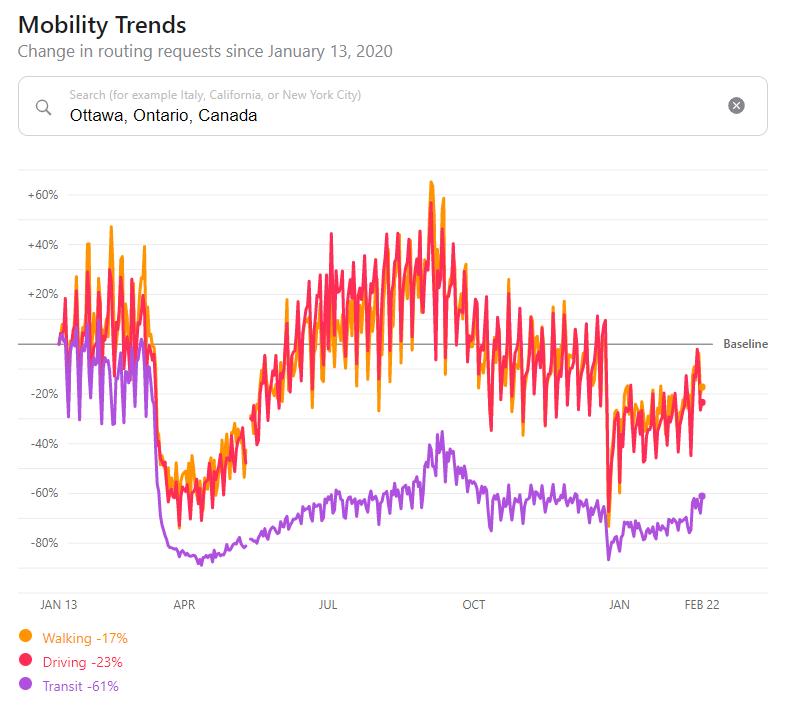 Mobility Trends
Change in routing requests since January 13, 2020
Search (for example Italy, California, or New York City)
Ottawa, Ontario, Canada
+60%
+40%
+20%
Baseline
-20%
-40%
-60%
-80%
JAN 13 APR JUL OCT JAN FEB 22
Walking -17%
Driving -23%
Transit -61%